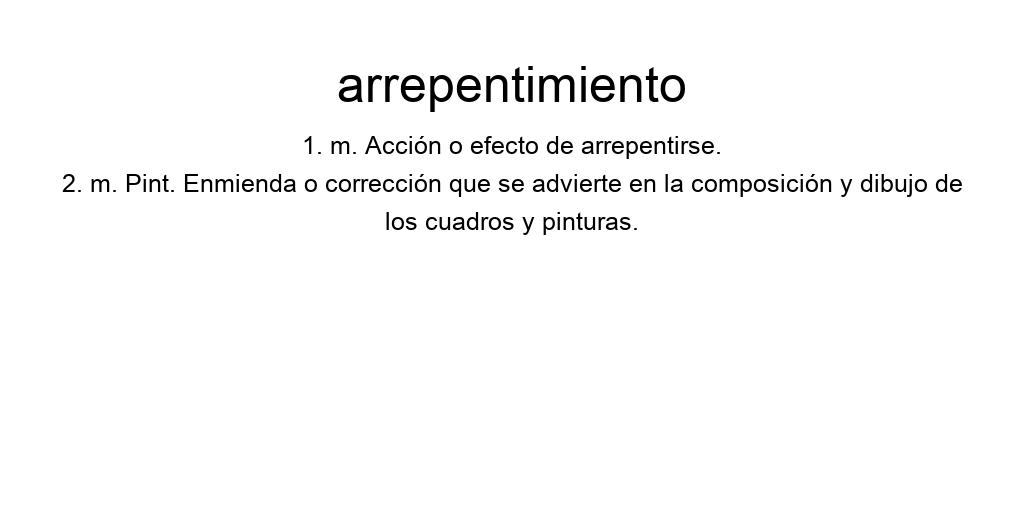 arrepentimiento
1. m. Acción o efecto de arrepentirse.
2. m. Pint. Enmienda o corrección que se advierte en la composición y dibujo de
los cuadros y pinturas.